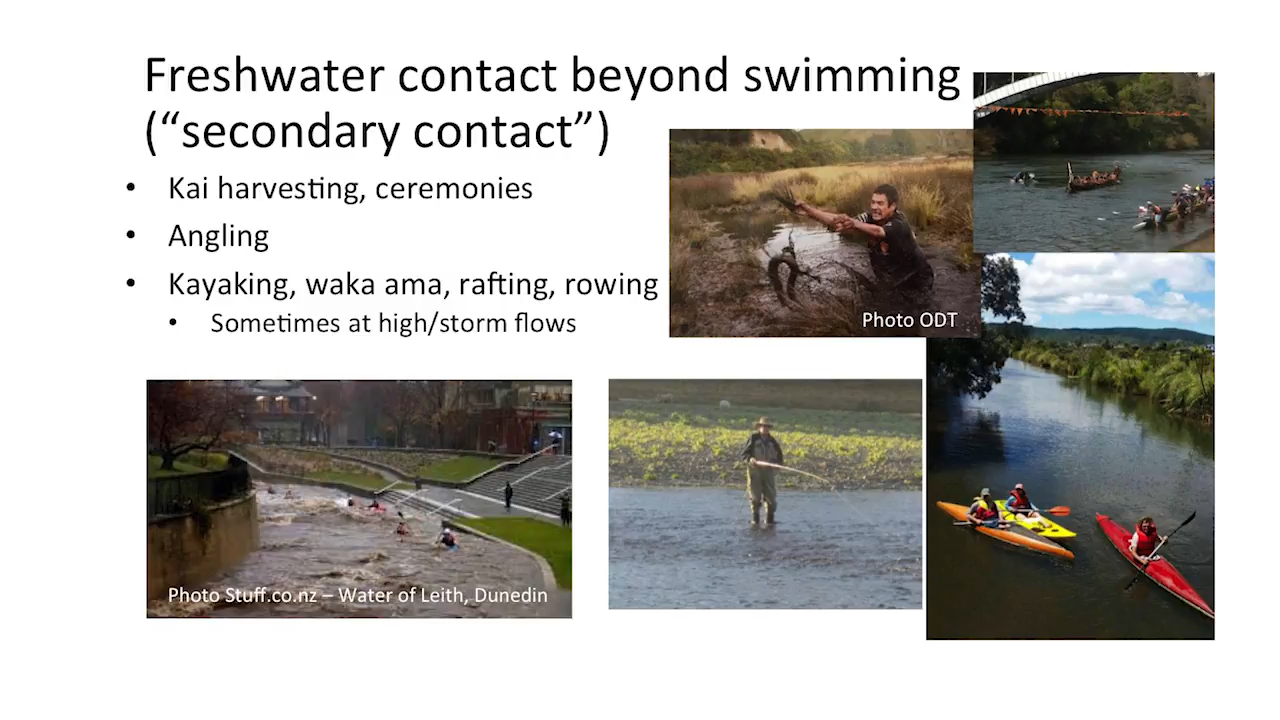 Freshwater contact beyond swimming
(“secondary contact”)
• Kai harvesting, ceremonies
• Angling
• Kayaking, waka ama, rafting, rowing
• Sometimes at high/storm flows
Photo ODT
Photo Stuff.co.nz – Water of Leith, Dunedin